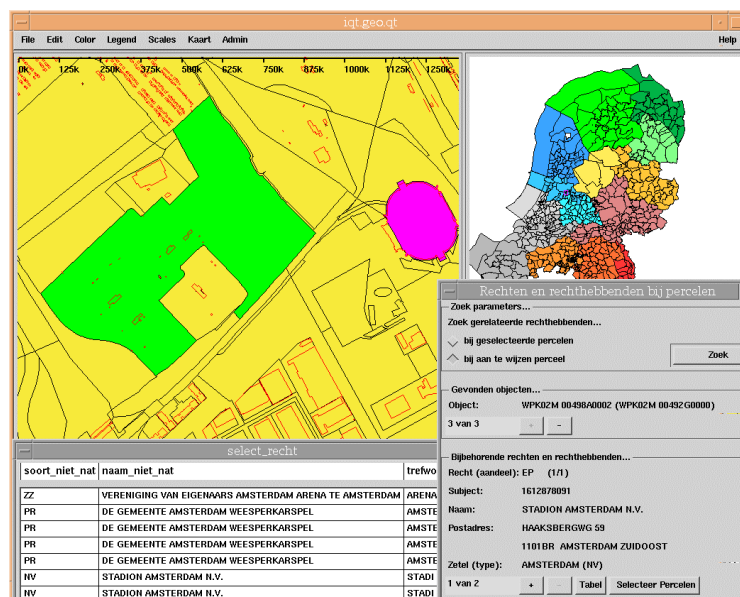 iqt.geo.qt
File Edit Color Legend Scales Kaart Admin Help
0k 125k 250k 375k 500k 625k 750k 875k 1000k 1125k 1250k
Rechten en rechthebbenden bij percelen
Zoek parameters...
Zoek gerelateerde rechthebbenden...
bij geselecteerde percelen
bij aan te wijzen perceel
Zoek
Gevonden objecten...
Object: WPK02M 00498A0002 (WPK02M 00492G0000)
3 van 3 + -
Bijbehorende rechten en rechthebbenden...
Recht (aandeel): EP (1/1)
Subject: 1612878091
Naam: STADION AMSTERDAM N.V.
Postadres: HAAKSBERGWG 59
1101BR AMSTERDAM ZUIDOOST
Zetel (type): AMSTERDAM (NV)
1 van 2 + - Tabel Selecteer Percelen
select_recht
soort_niet_nat naam_niet_nat trefwo
ZZ VERENIGING VAN EIGENAARS AMSTERDAM ARENA TE AMSTERDAM ARENA
PR DE GEMEENTE AMSTERDAM WEESPERKARSPEL AMSTE
PR DE GEMEENTE AMSTERDAM WEESPERKARSPEL AMSTE
PR DE GEMEENTE AMSTERDAM WEESPERKARSPEL AMSTE
PR DE GEMEENTE AMSTERDAM WEESPERKARSPEL AMSTE
NV STADION AMSTERDAM N.V. STADI
NV STADION AMSTERDAM N.V. STADI